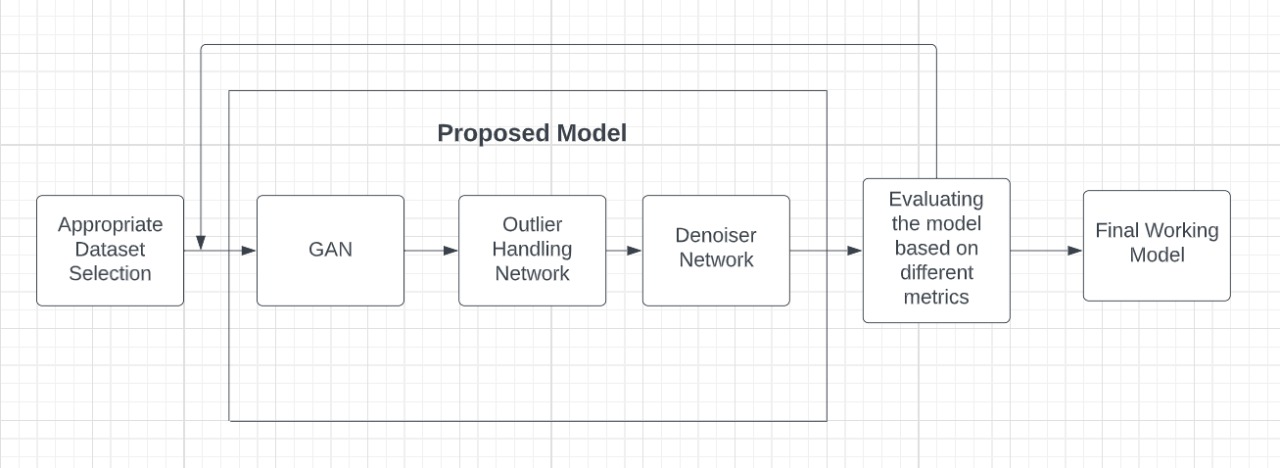 Proposed Model
Appropriate
Dataset
Selection
GAN
Outlier
Handling
Network
Denoiser
Network
Evaluating
the model
based on
different
metrics
Final Working
Model